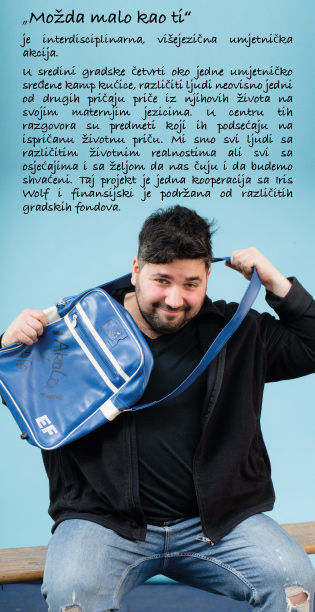 „Možda malo kao ti“
je interdisciplinarna, višejezična umjetnička
akcija.
U sredini gradske četvrti oko jedne umjetničko
sređene kamp kućice, različiti ljudi neovisno jedni
od drugih pričaju priče iz njihovih života na
svojim maternjim jezicima. U centru tih
razgovora su predmeti koji ih podsećaju na
ispričanu životnu priču. Mi smo svi ljudi sa
različitim životnim realnostima ali svi sa
osjećajima i sa željom da nas čuju i da budemo
shvaćeni. Taj projekt je jedna kooperacija sa Iris
Wolf i finansijski je podržana od različitih
gradskih fondova.
EF